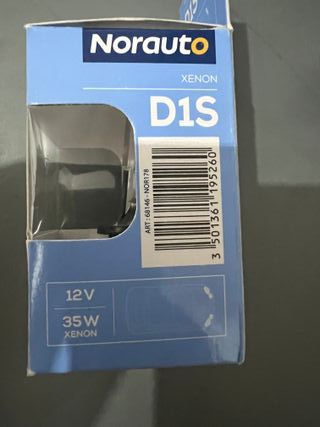 Norauto
XENON
D1S
ART : 68146 - NOR178
3 501361 195260
12V
35W
XENON